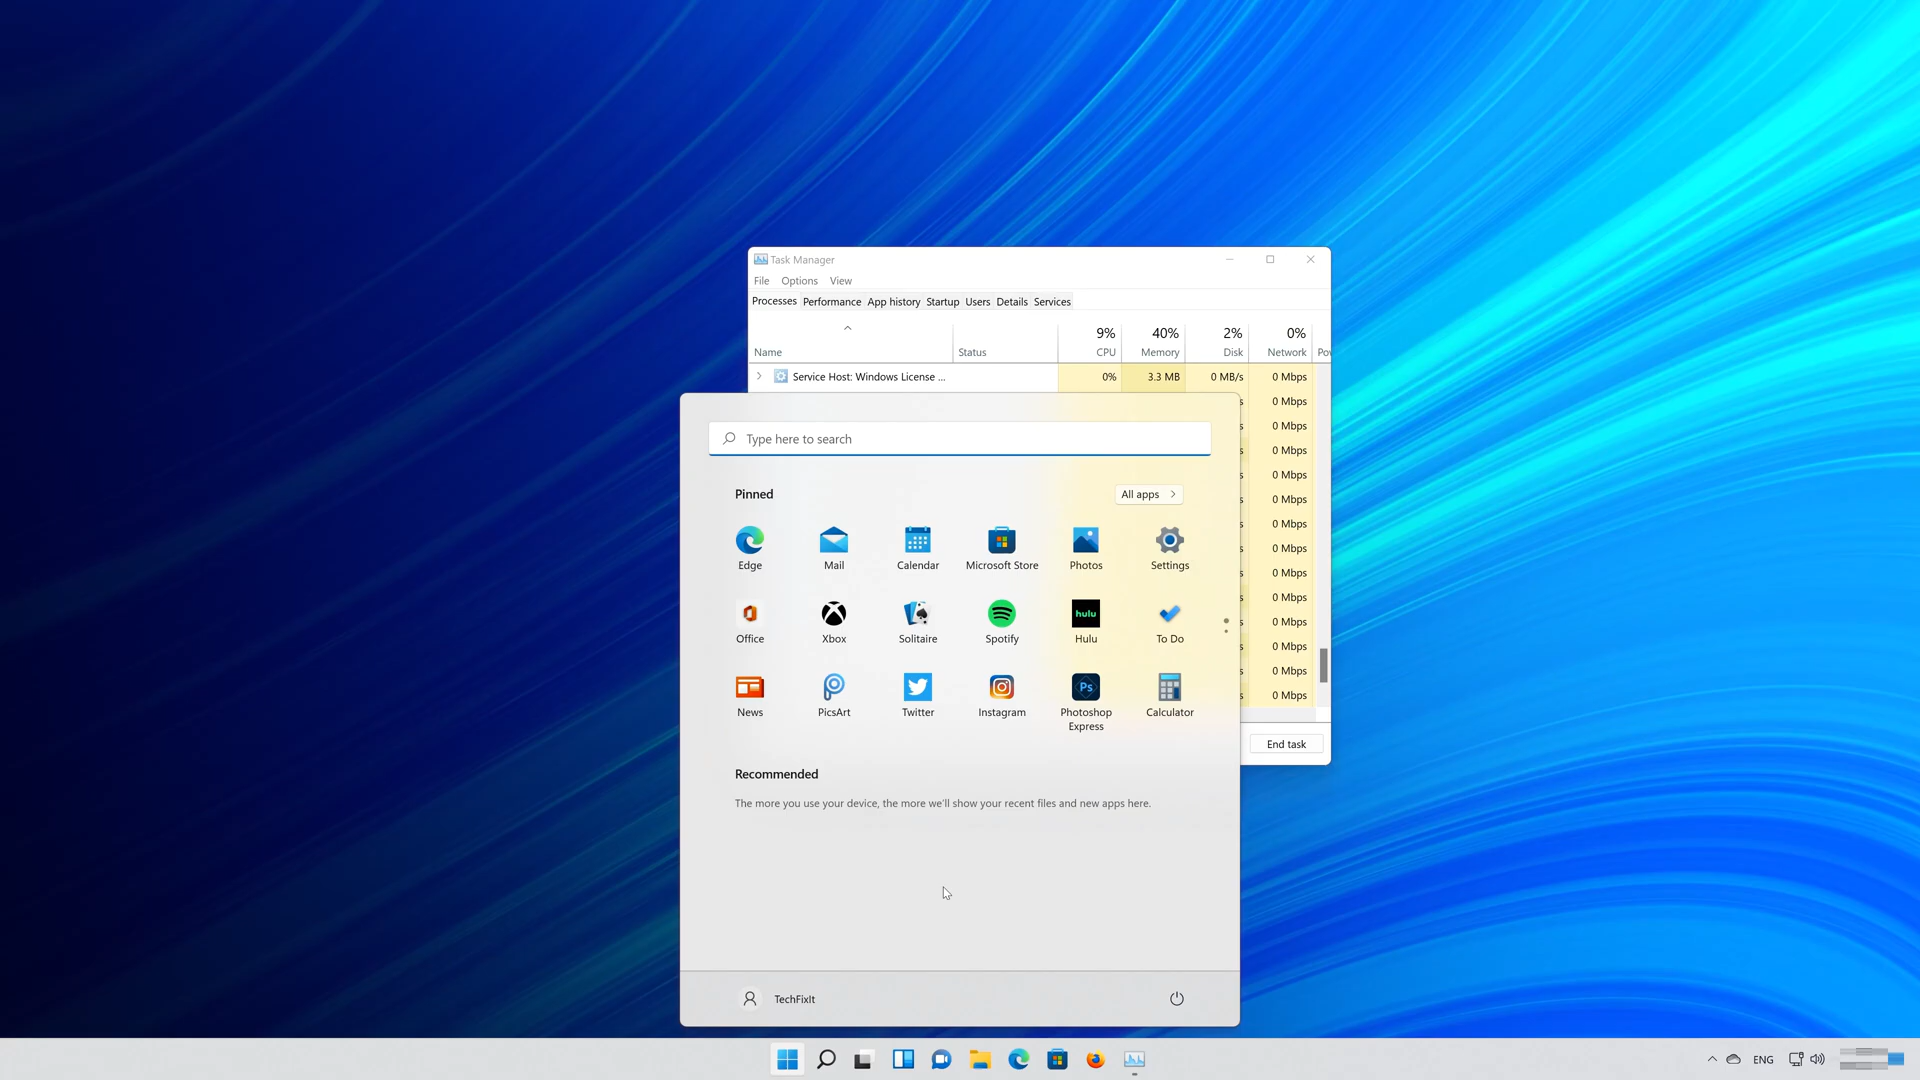 Task Manager
File Options View
Processes Performance App history Startup Users Details Services
9% 40% 2% 0%
Name Status CPU Memory Disk Network Po
Service Host: Windows License ... 0% 3.3 MB 0 MB/s 0 Mbps
s 0 Mbps
s 0 Mbps
s 0 Mbps
s 0 Mbps
s 0 Mbps
s 0 Mbps
s 0 Mbps
s 0 Mbps
s 0 Mbps
s 0 Mbps
s 0 Mbps
s 0 Mbps
s 0 Mbps
End task
Type here to search
Pinned All apps
Edge Mail Calendar Microsoft Store Photos Settings
hulu
Office Xbox Solitaire Spotify Hulu To Do
Ps
News PicsArt Twitter Instagram Photoshop Express Calculator
Recommended
The more you use your device, the more we'll show your recent files and new apps here.
TechFixIt
ENG